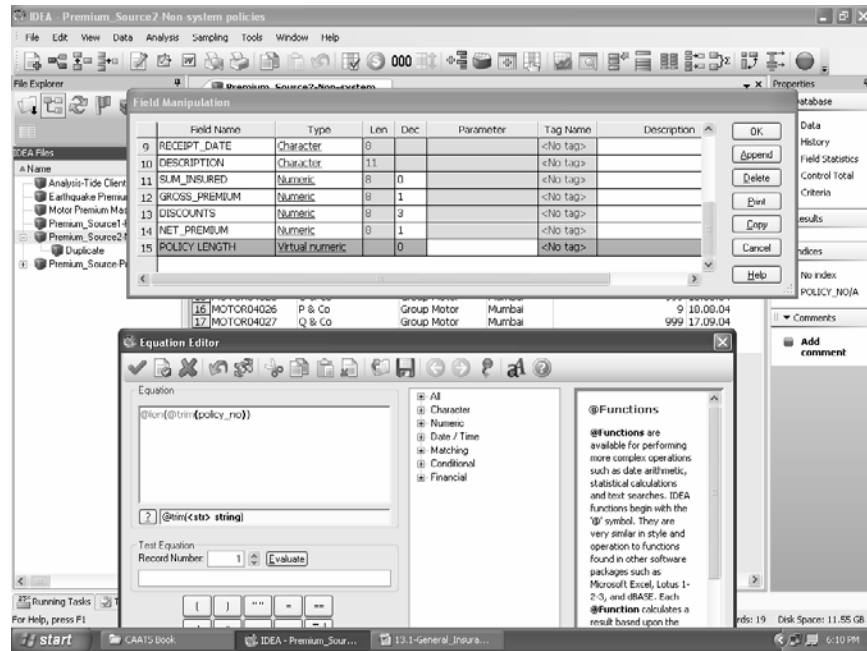 IDEA - Premium_Source2-Non-system policies
File Edit View Data Analysis Sampling Tools Window Help
000
File Explorer
Premium_Source2-Non-system
Properties
Field Manipulation
Field Name Type Len Dec Parameter Tag Name Description
9 RECEIPT_DATE Character 8 <No tag>
10 DESCRIPTION Character 11 <No tag>
11 SUM_INSURED Numeric 8 0 <No tag>
12 GROSS_PREMIUM Numeric 8 1 <No tag>
13 DISCOUNTS Numeric 8 3 <No tag>
14 NET_PREMIUM Numeric 8 1 <No tag>
15 POLICY LENGTH Virtual numeric 0 <No tag>
OK
Append
Delete
Print
Copy
Cancel
Help
IDEA Files
Name
Analysis-Tide Client
Earthquake Premiu
Motor Premium Mas
Premium_Source1-
Premium_Source2-
Duplicate
Premium_Source-P
atabase
Data
History
Field Statistics
Control Total
Criteria
esults
ndices
No index
POLICY_NO/A
Comments
Add comment
16 MOTOR04026 P & Co Group Motor Mumbai 9 18.08.04
17 MOTOR04027 Q & Co Group Motor Mumbai 999 17.09.04
Equation Editor
Equation
@len(@trim(policy_no))
? @trim(<str> string)
Test Equation
Record Number: 1 Evaluate
( ) "" = ==
All
Character
Numeric
Date / Time
Matching
Conditional
Financial
@Functions
@Functions are
available for performing
more complex operations
such as date arithmetic,
statistical calculations
and text searches. IDEA
functions begin with the
'@' symbol. They are
very similar in style and
operation to functions
found in other software
packages such as
Microsoft Excel, Lotus 1-
2-3, and dBASE. Each
@Function calculates a
result based upon the
Running Tasks
For Help, press F1
rds: 19 Disk Space: 11.55 GB
start CAATS Book IDEA - Premium_Sour... 13.1-General_Insura... 6:10 PM